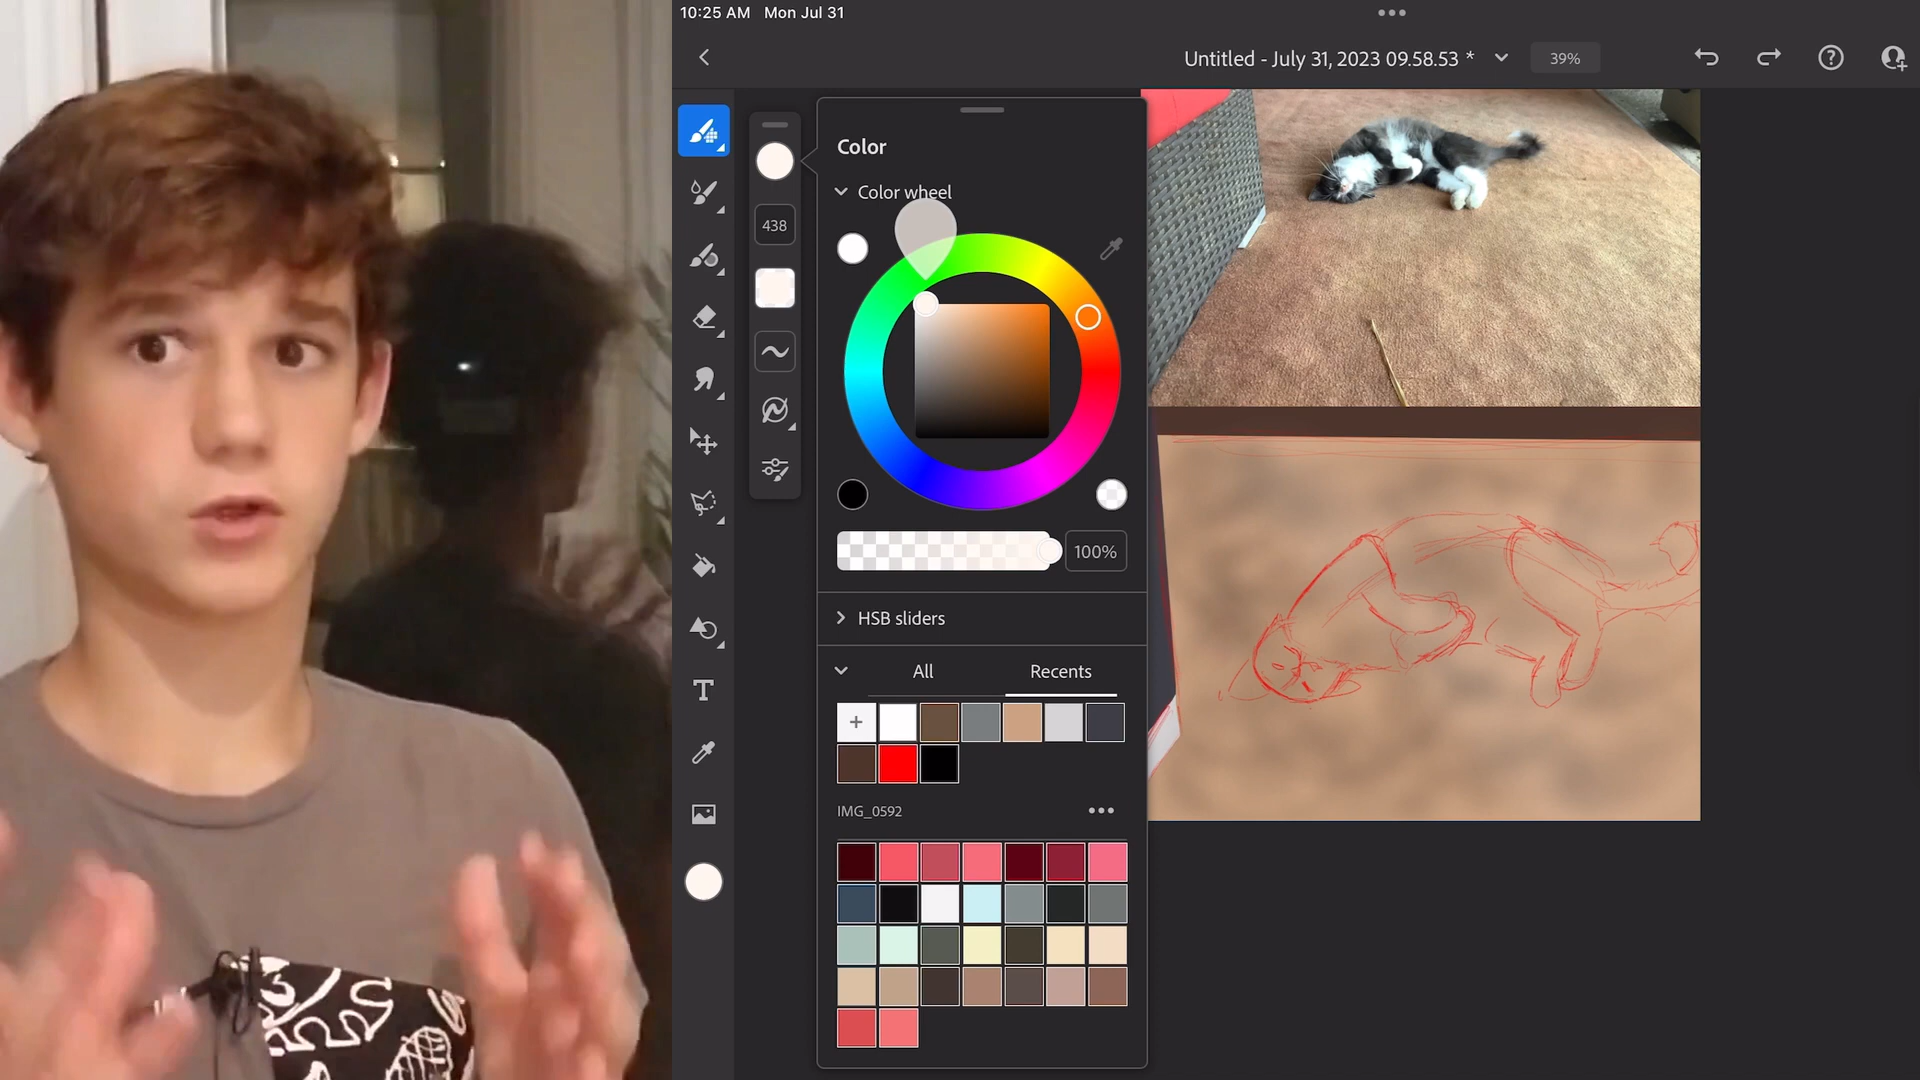 10:25 AM Mon Jul 31
Untitled - July 31, 2023 09.58.53 *
39%
Color
Color wheel
438
100%
HSB sliders
All
Recents
IMG_0592
T